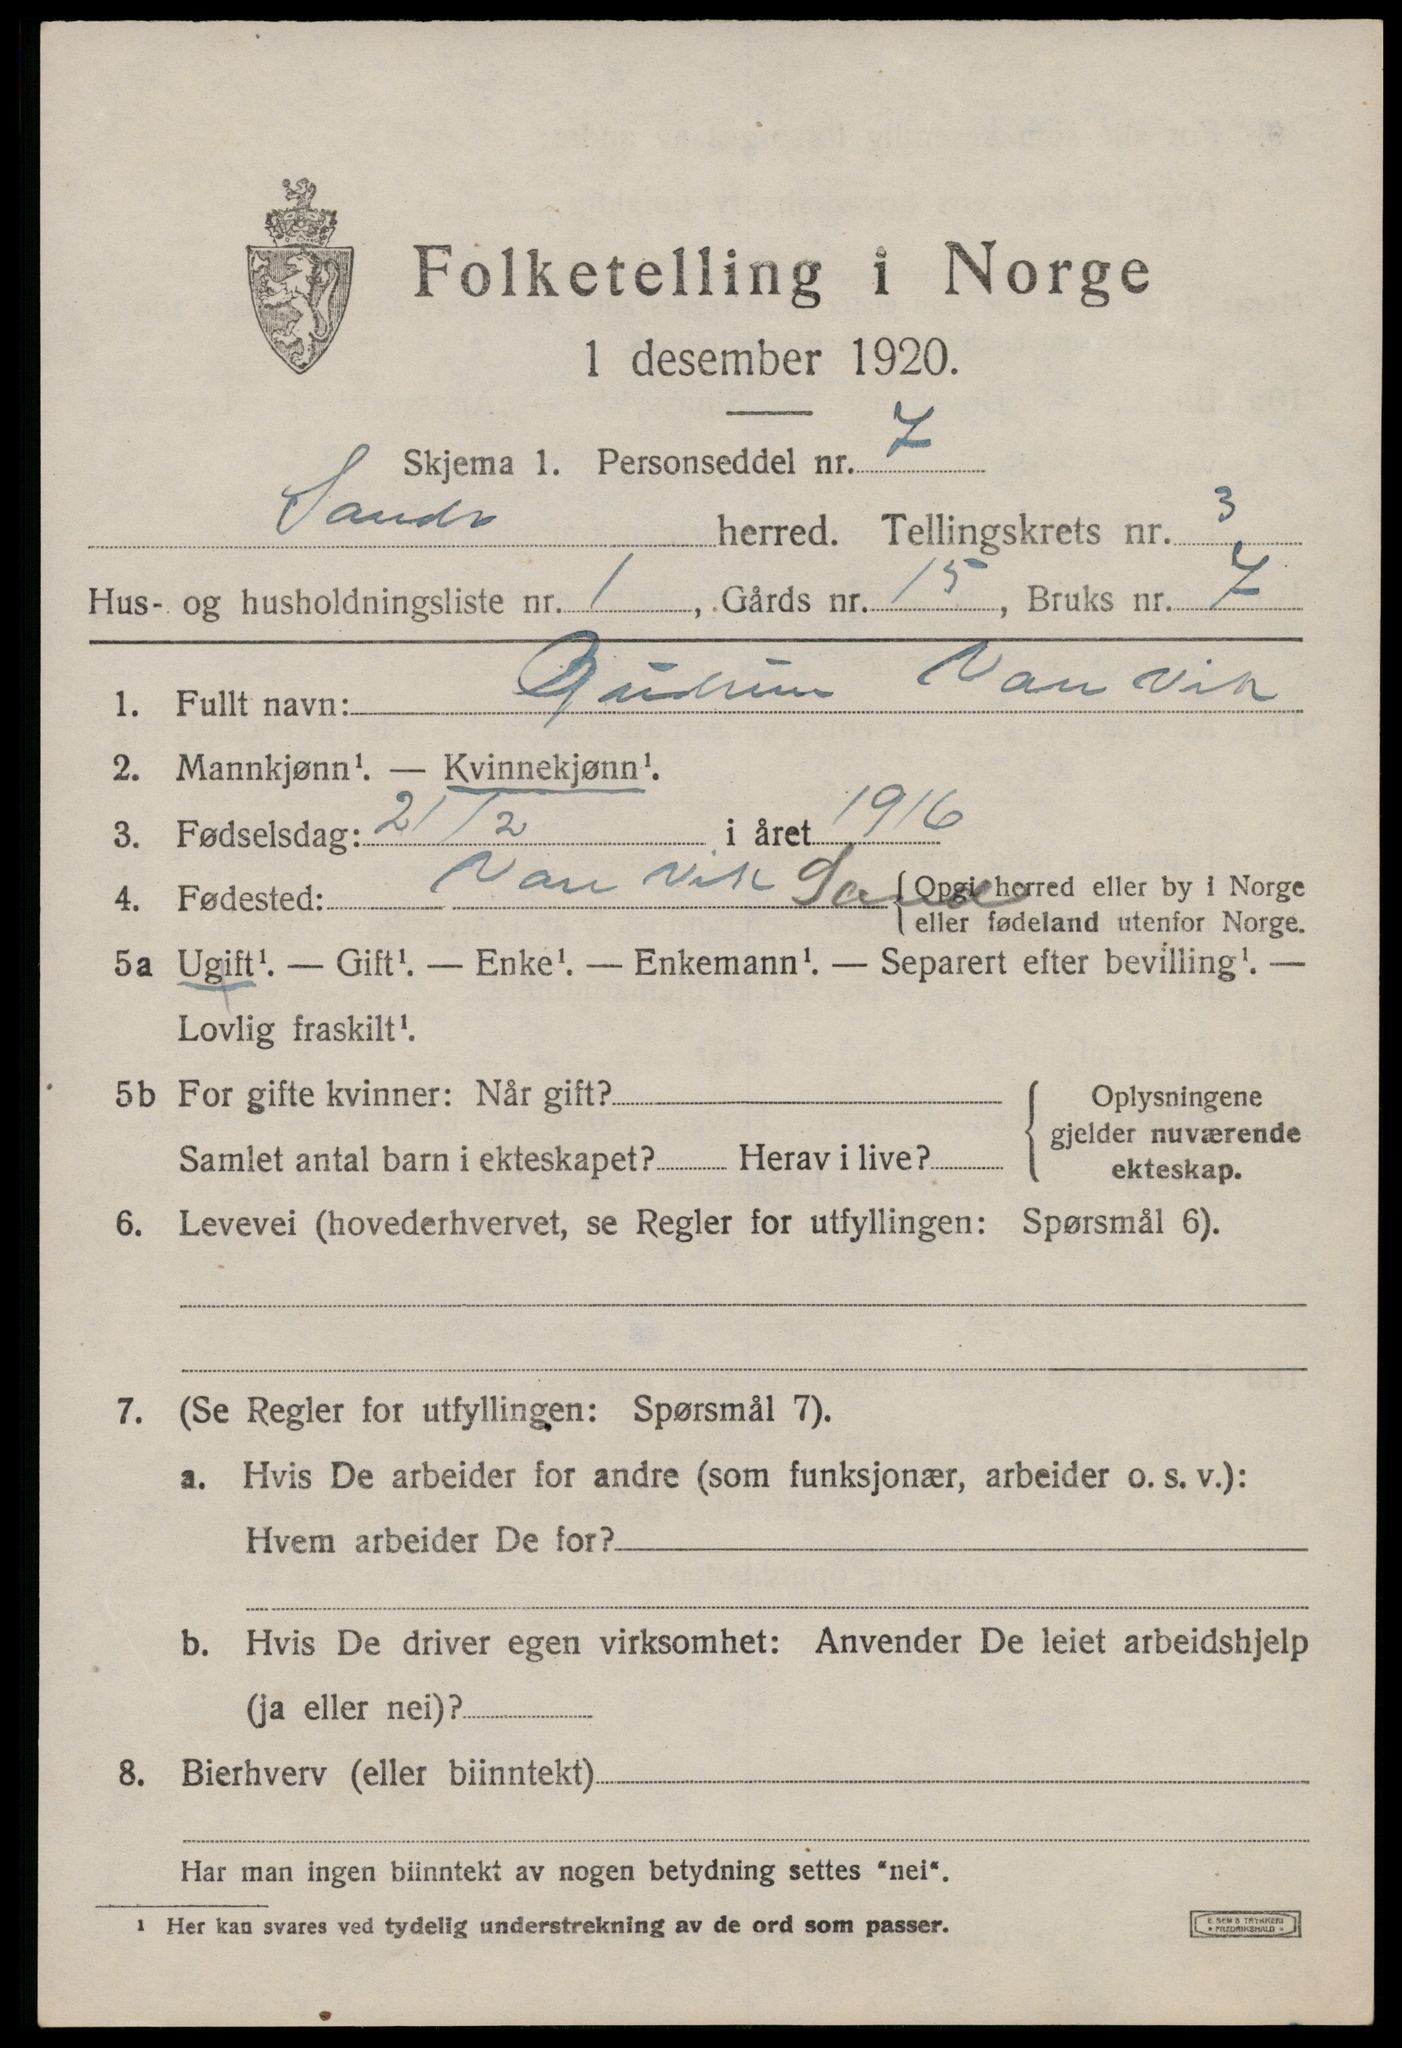 Folketelling i Norge
1 desember 1920.
Skjema 1. Personseddel nr. 7
Sande herred. Tellingskrets nr. 3
Hus- og husholdningsliste nr. 1, Gårds nr. 15, Bruks nr. 7
1. Fullt navn: Gudrun Vanvik
2. Mannkjønn¹. — Kvinnekjønn¹.
3. Fødselsdag: 21/2 i året 1916
4. Fødested: Vanvik Sande {Opgi herred eller by i Norge
eller fødeland utenfor Norge.
5a Ugift¹. — Gift¹. — Enke¹. — Enkemann¹. — Separert efter bevilling¹. —
Lovlig fraskilt¹.
5b For gifte kvinner: Når gift?
Samlet antal barn i ekteskapet? Herav i live?
Oplysningene
gjelder nuværende
ekteskap.
6. Levevei (hovederhvervet, se Regler for utfyllingen: Spørsmål 6).
7. (Se Regler for utfyllingen: Spørsmål 7).
a. Hvis De arbeider for andre (som funksjonær, arbeider o. s. v.):
Hvem arbeider De for?
b. Hvis De driver egen virksomhet: Anvender De leiet arbeidshjelp
(ja eller nei)?
8. Bierhverv (eller biinntekt)
Har man ingen biinntekt av nogen betydning settes "nei".
¹ Her kan svares ved tydelig understrekning av de ord som passer.
E. SEM S TRYKKERI
* FREDRIKSHALD *